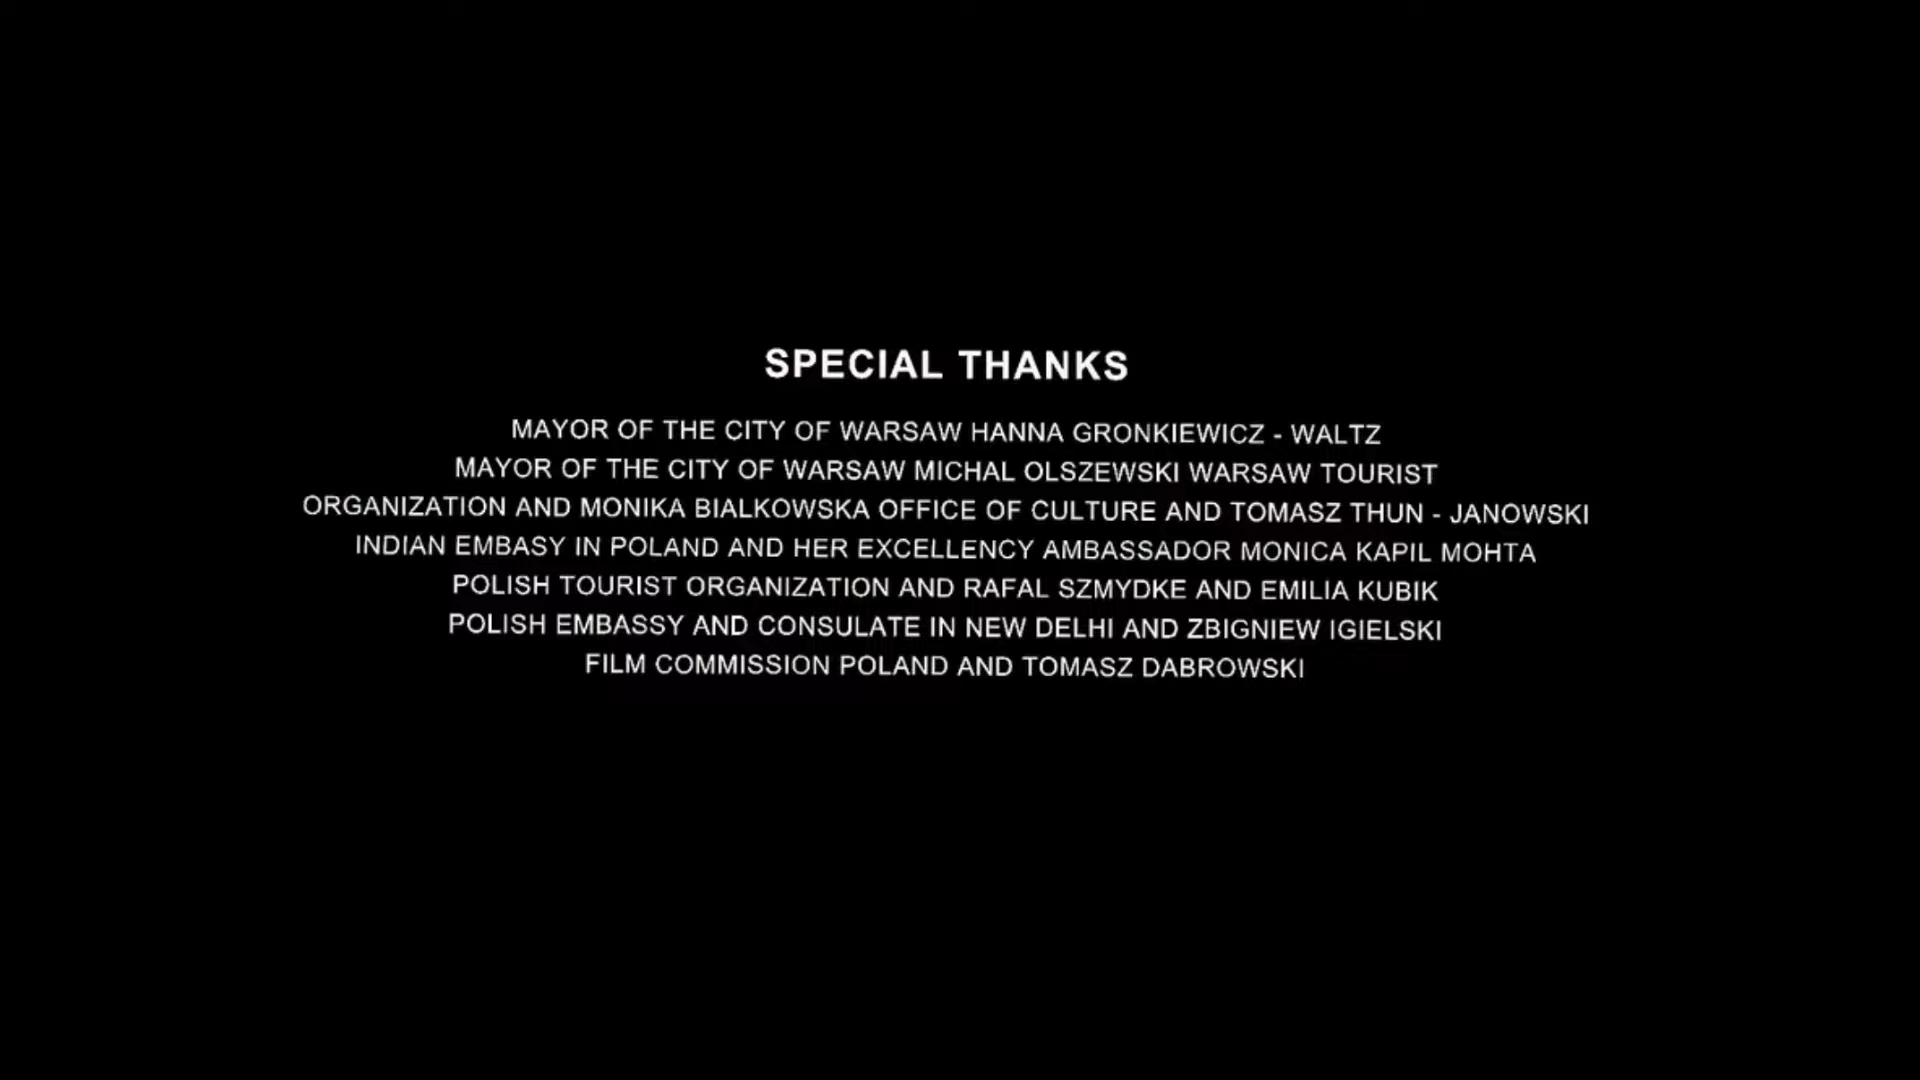 SPECIAL THANKS
MAYOR OF THE CITY OF WARSAW HANNA GRONKIEWICZ - WALTZ
MAYOR OF THE CITY OF WARSAW MICHAL OLSZEWSKI WARSAW TOURIST
ORGANIZATION AND MONIKA BIALKOWSKA OFFICE OF CULTURE AND TOMASZ THUN - JANOWSKI
INDIAN EMBASY IN POLAND AND HER EXCELLENCY AMBASSADOR MONICA KAPIL MOHTA
POLISH TOURIST ORGANIZATION AND RAFAL SZMYDKE AND EMILIA KUBIK
POLISH EMBASSY AND CONSULATE IN NEW DELHI AND ZBIGNIEW IGIELSKI
FILM COMMISSION POLAND AND TOMASZ DABROWSKI